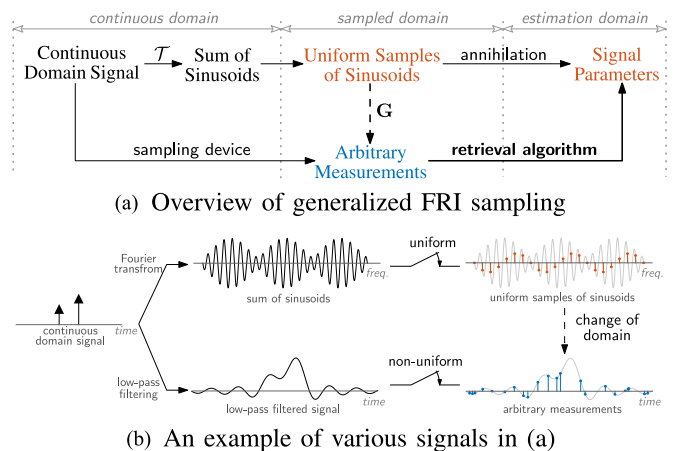 continuous domain sampled domain estimation domain
Continuous Domain Signal
𝒯
Sum of Sinusoids
Uniform Samples of Sinusoids
annihilation
Signal Parameters
G
sampling device
Arbitrary Measurements
retrieval algorithm
(a) Overview of generalized FRI sampling
Fourier
transfrom
uniform
freq.
freq.
sum of sinusoids
uniform samples of sinusoids
continuous
domain signal
time
change of
domain
low-pass
filtering
non-uniform
time
time
low-pass filtered signal
arbitrary measurements
(b) An example of various signals in (a)